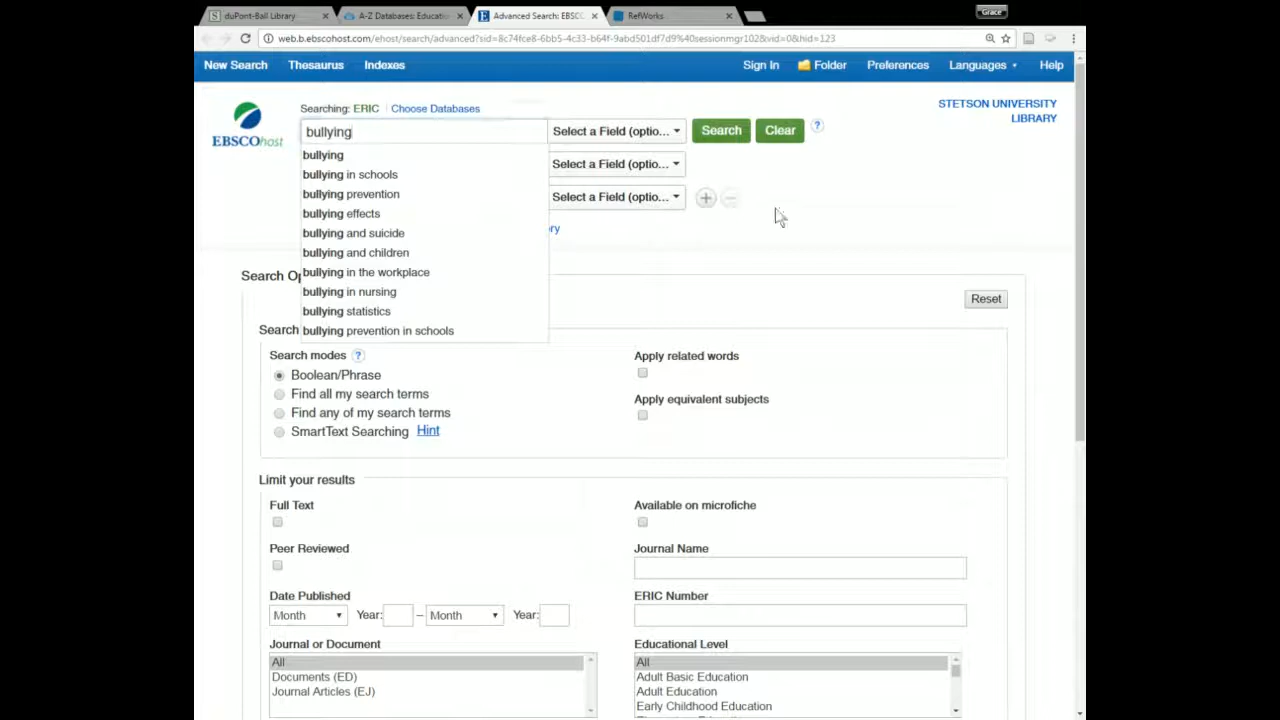 duPont-Ball Library
A-Z Databases: Educati
Advanced Search: EBSC
RefWorks
Grace
web.b.ebscohost.com/ehost/search/advanced?sid=8c74fce8-6bb5-4c33-b64f-9abd501df7d9%40sessionmgr102&vid=0&hid=123
New Search Thesaurus Indexes Sign In Folder Preferences Languages Help
Searching: ERIC Choose Databases
STETSON UNIVERSITY
LIBRARY
EBSCOhost
bullying Select a Field (optio... Search Clear ?
bullying
Select a Field (optio...
bullying in schools
bullying prevention
Select a Field (optio...
bullying effects
bullying and suicide
ory
bullying and children
bullying in the workplace
bullying in nursing
bullying statistics
bullying prevention in schools
Search Op
Reset
Search
Search modes ?
Boolean/Phrase
Find all my search terms
Find any of my search terms
SmartText Searching Hint
Apply related words
Apply equivalent subjects
Limit your results
Full Text
Available on microfiche
Peer Reviewed
Journal Name
Date Published
Month Year: – Month Year:
ERIC Number
Journal or Document
All
Documents (ED)
Journal Articles (EJ)
Educational Level
All
Adult Basic Education
Adult Education
Early Childhood Education